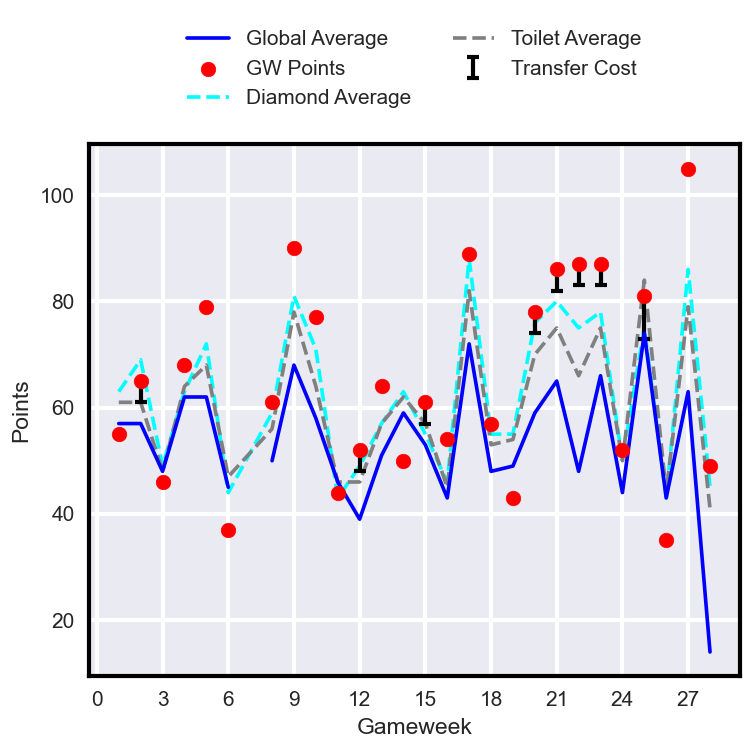 Global Average
GW Points
Diamond Average
Toilet Average
Transfer Cost
Points
100
80
60
40
20
0 3 6 9 12 15 18 21 24 27
Gameweek